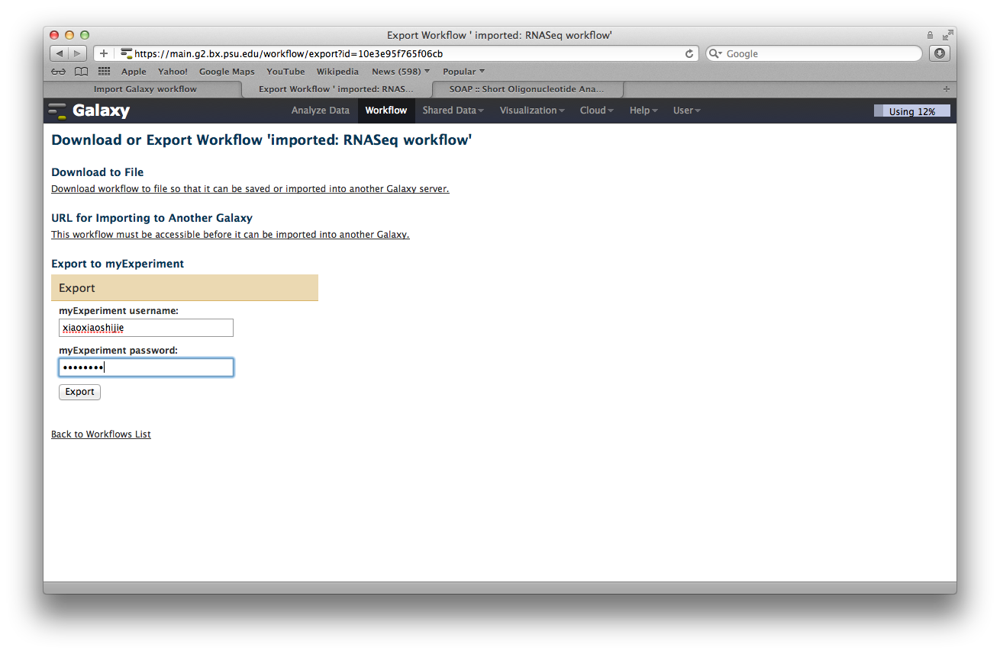 Export Workflow ' imported: RNASeq workflow'
https://main.g2.bx.psu.edu/workflow/export?id=10e3e95f765f06cb
Google
Apple Yahoo! Google Maps YouTube Wikipedia News (598) Popular
Import Galaxy workflow Export Workflow ' imported: RNAS... SOAP :: Short Oligonucleotide Ana...
Galaxy Analyze Data Workflow Shared Data Visualization Cloud Help User Using 12%
Download or Export Workflow 'imported: RNASeq workflow'
Download to File
Download workflow to file so that it can be saved or imported into another Galaxy server.
URL for Importing to Another Galaxy
This workflow must be accessible before it can be imported into another Galaxy.
Export to myExperiment
Export
myExperiment username:
xiaoxiaoshijie
myExperiment password:
••••••••
Export
Back to Workflows List